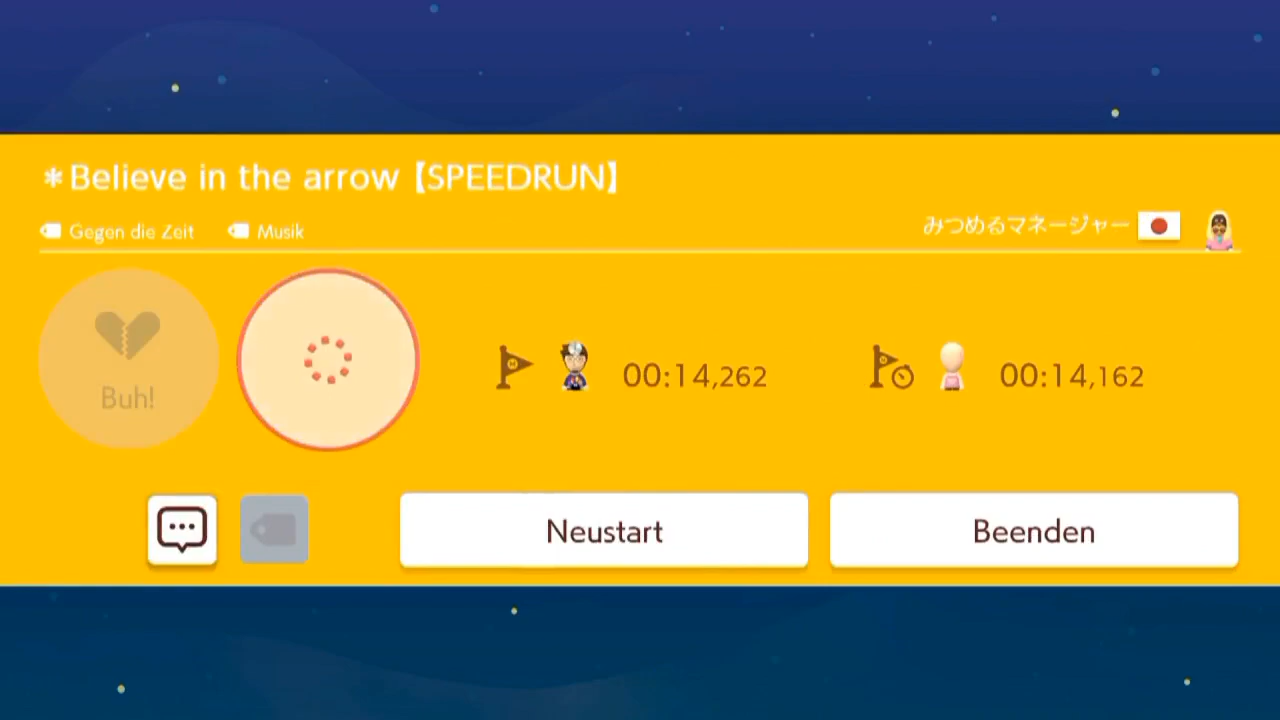 *Believe in the arrow【SPEEDRUN】
Gegen die Zeit Musik
みつめるマネージャー
Buh!
00:14,262
00:14,162
Neustart
Beenden